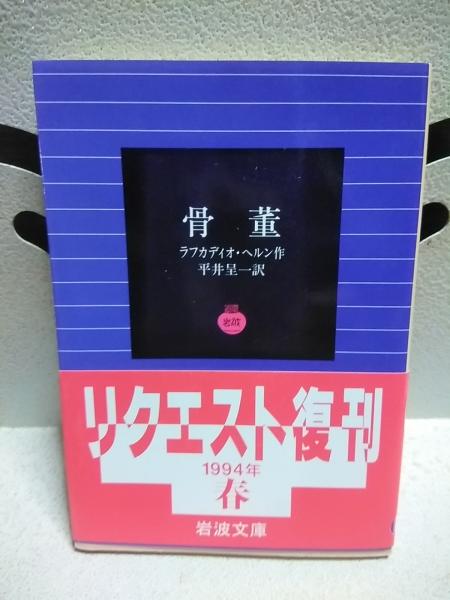 骨董
ラフカディオ・ヘルン作
平井呈一訳
岩波
リクエスト復刊
1994年
春
岩波文庫